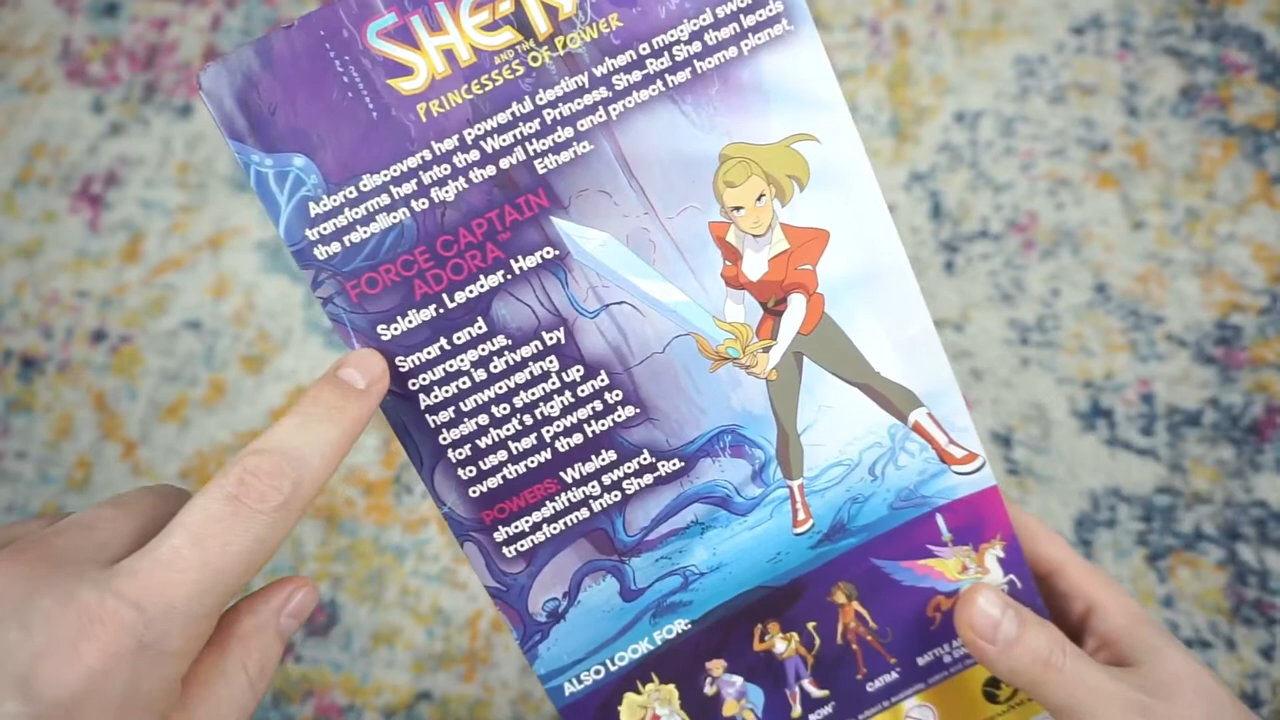 SHE-RA
AND THE
PRINCESSES OF POWER
Adora discovers her powerful destiny when a magical
transforms her into the Warrior Princess, She-Ra! She then leads
the rebellion to fight the evil Horde and protect her home planet,
Etheria.
FORCE CAPTAIN
ADORA™
Soldier. Leader. Hero.
Smart and
courageous,
Adora is driven by
her unwavering
desire to stand up
for what's right and
to use her powers to
overthrow the Horde.
POWERS: Wields
shapeshifting sword,
transforms into She-Ra.
ALSO LOOK FOR:
BOW™
CATRA™
BATTLE